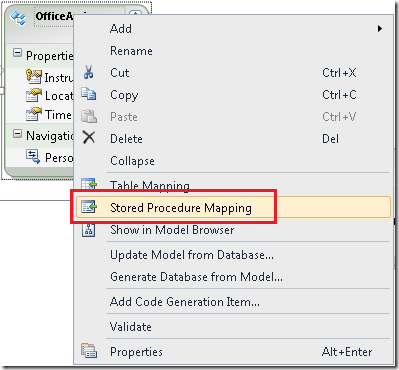 OfficeAs
Add
Rename
Cut Ctrl+X
Copy Ctrl+C
Paste Ctrl+V
Delete Del
Collapse
Table Mapping
Stored Procedure Mapping
Show in Model Browser
Update Model from Database...
Generate Database from Model...
Add Code Generation Item...
Validate
Properties Alt+Enter
Properti
Instru
Locat
Time
Navigatio
Perso